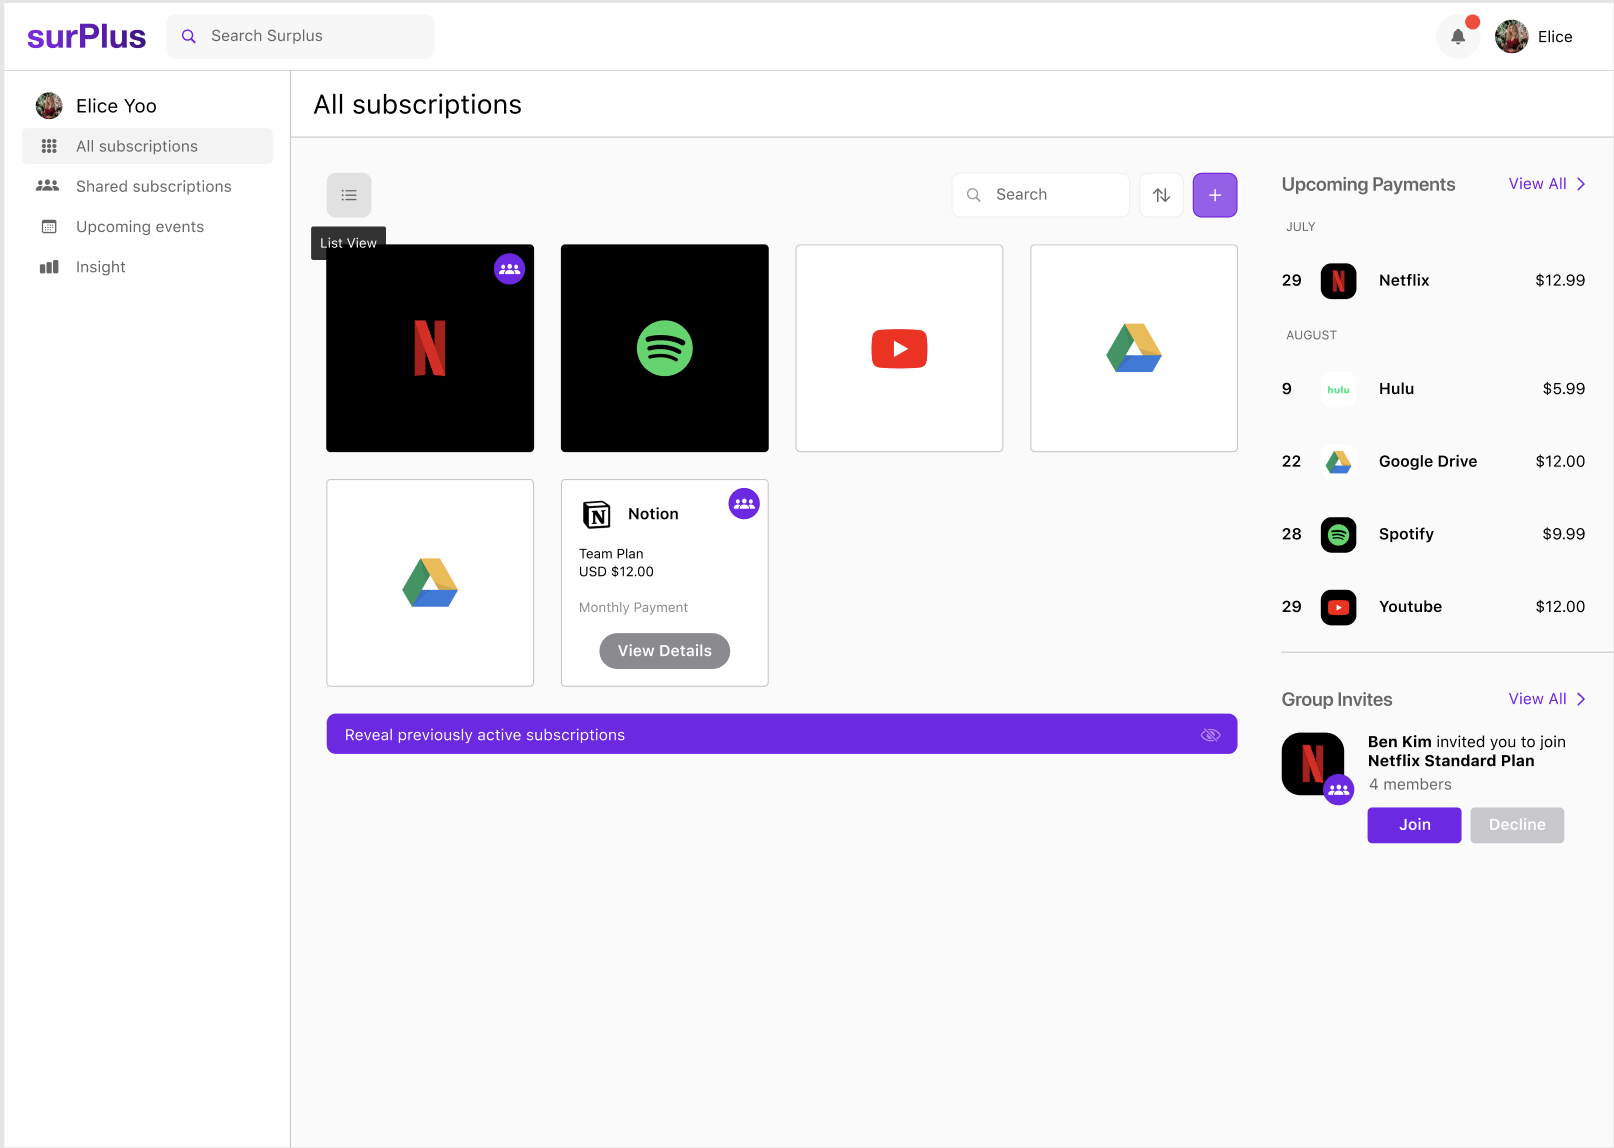 surPlus
Search Surplus
Elice
Elice Yoo
All subscriptions
Shared subscriptions
Upcoming events
Insight
All subscriptions
Search
List View
N
Notion
Team Plan
USD $12.00
Monthly Payment
View Details
Reveal previously active subscriptions
Upcoming Payments
View All
JULY
29 Netflix $12.99
AUGUST
9 hulu Hulu $5.99
22 Google Drive $12.00
28 Spotify $9.99
29 Youtube $12.00
Group Invites
View All
Ben Kim invited you to join
Netflix Standard Plan
4 members
Join
Decline